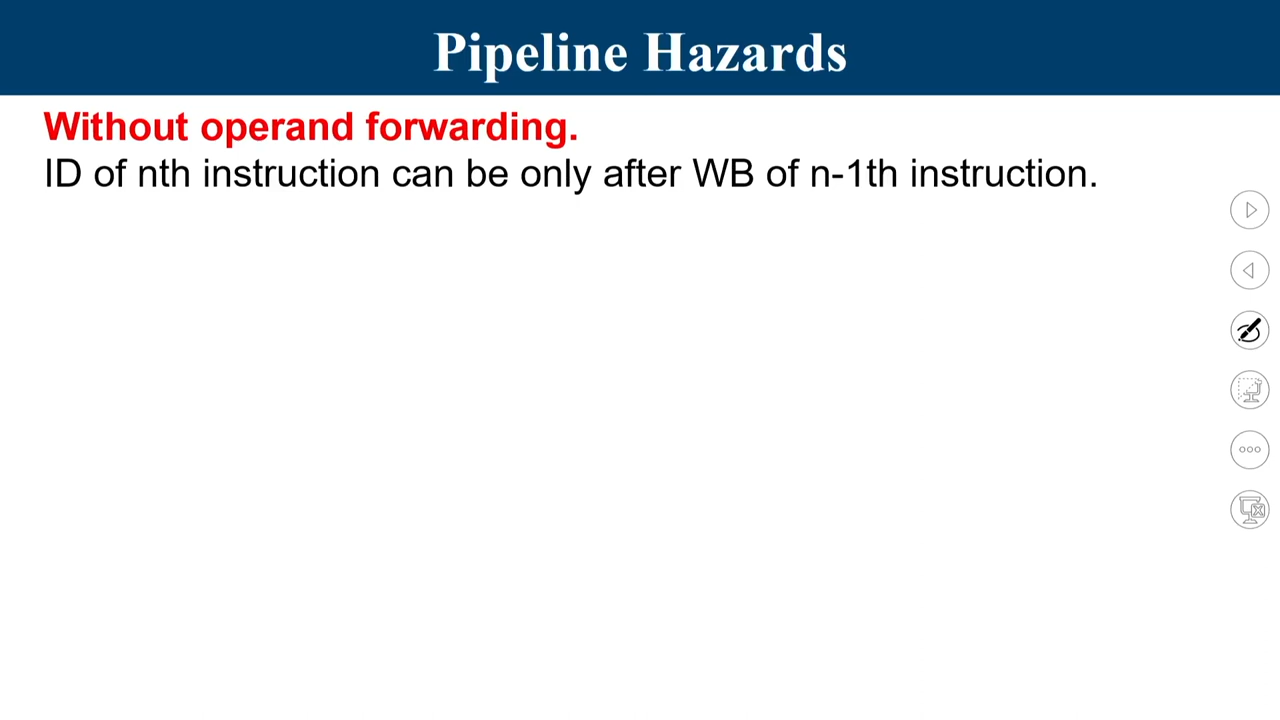 Pipeline Hazards
Without operand forwarding.
ID of nth instruction can be only after WB of n-1th instruction.